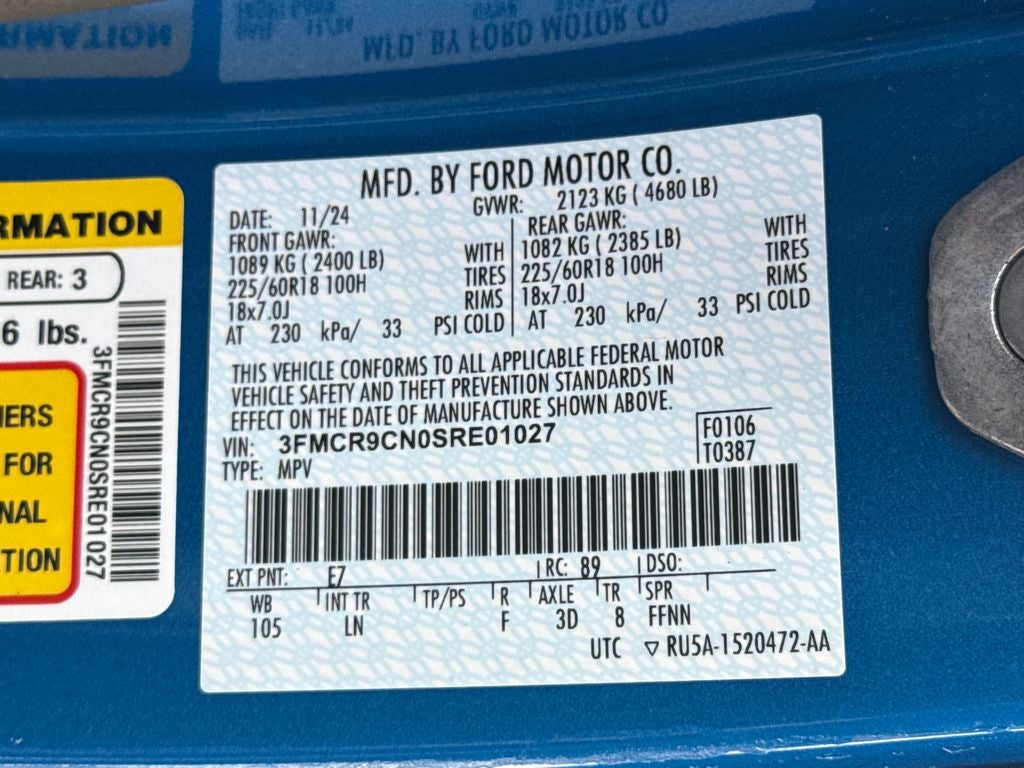 MFD. BY FORD MOTOR CO.
RMATION
REAR: 3
6 lbs.
3FMCR9CN0SRE01027
ERS
FOR
NAL
TION
MFD. BY FORD MOTOR CO.
DATE: 11/24 GVWR: 2123 KG ( 4680 LB)
FRONT GAWR: REAR GAWR:
1089 KG ( 2400 LB) WITH 1082 KG ( 2385 LB) WITH
225/60R18 100H TIRES 225/60R18 100H TIRES
18x7.0J RIMS 18x7.0J RIMS
AT 230 kPa/ 33 PSI COLD AT 230 kPa/ 33 PSI COLD
THIS VEHICLE CONFORMS TO ALL APPLICABLE FEDERAL MOTOR
VEHICLE SAFETY AND THEFT PREVENTION STANDARDS IN
EFFECT ON THE DATE OF MANUFACTURE SHOWN ABOVE.
VIN: 3FMCR9CN0SRE01027 F0106
TYPE: MPV T0387
EXT PNT: E7 RC: 89 DSO:
WB INT TR TP/PS R AXLE TR SPR
105 LN F 3D 8 FFNN
UTC ▽ RU5A-1520472-AA